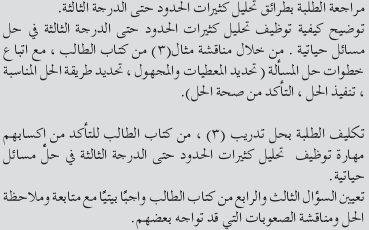 مراجعة الطلبة بطرائق تحليل كثيرات الحدود حتى الدرجة الثالثة.
توضيح كيفية توظيف تحليل كثيرات الحدود حتى الدرجة الثالثة في حل
مسائل حياتية . من خلال مناقشة مثال(٣) من كتاب الطالب ، مع اتباع
خطوات حل المسألة ( تحديد المعطيات والمجهول ، تحديد طريقة الحل المناسبة
، تنفيذ الحل ، التأكد من صحة الحل).
تكليف الطلبة بحل تدريب (٣) ، من كتاب الطالب للتأكد من إكسابهم
مهارة توظيف تحليل كثيرات الحدود حتى الدرجة الثالثة في حلّ مسائل
حياتية.
تعيين السؤال الثالث والرابع من كتاب الطالب واجبًا بيتيًّا مع متابعة وملاحظة
الحل ومناقشة الصعوبات التي قد تواجه بعضهم.